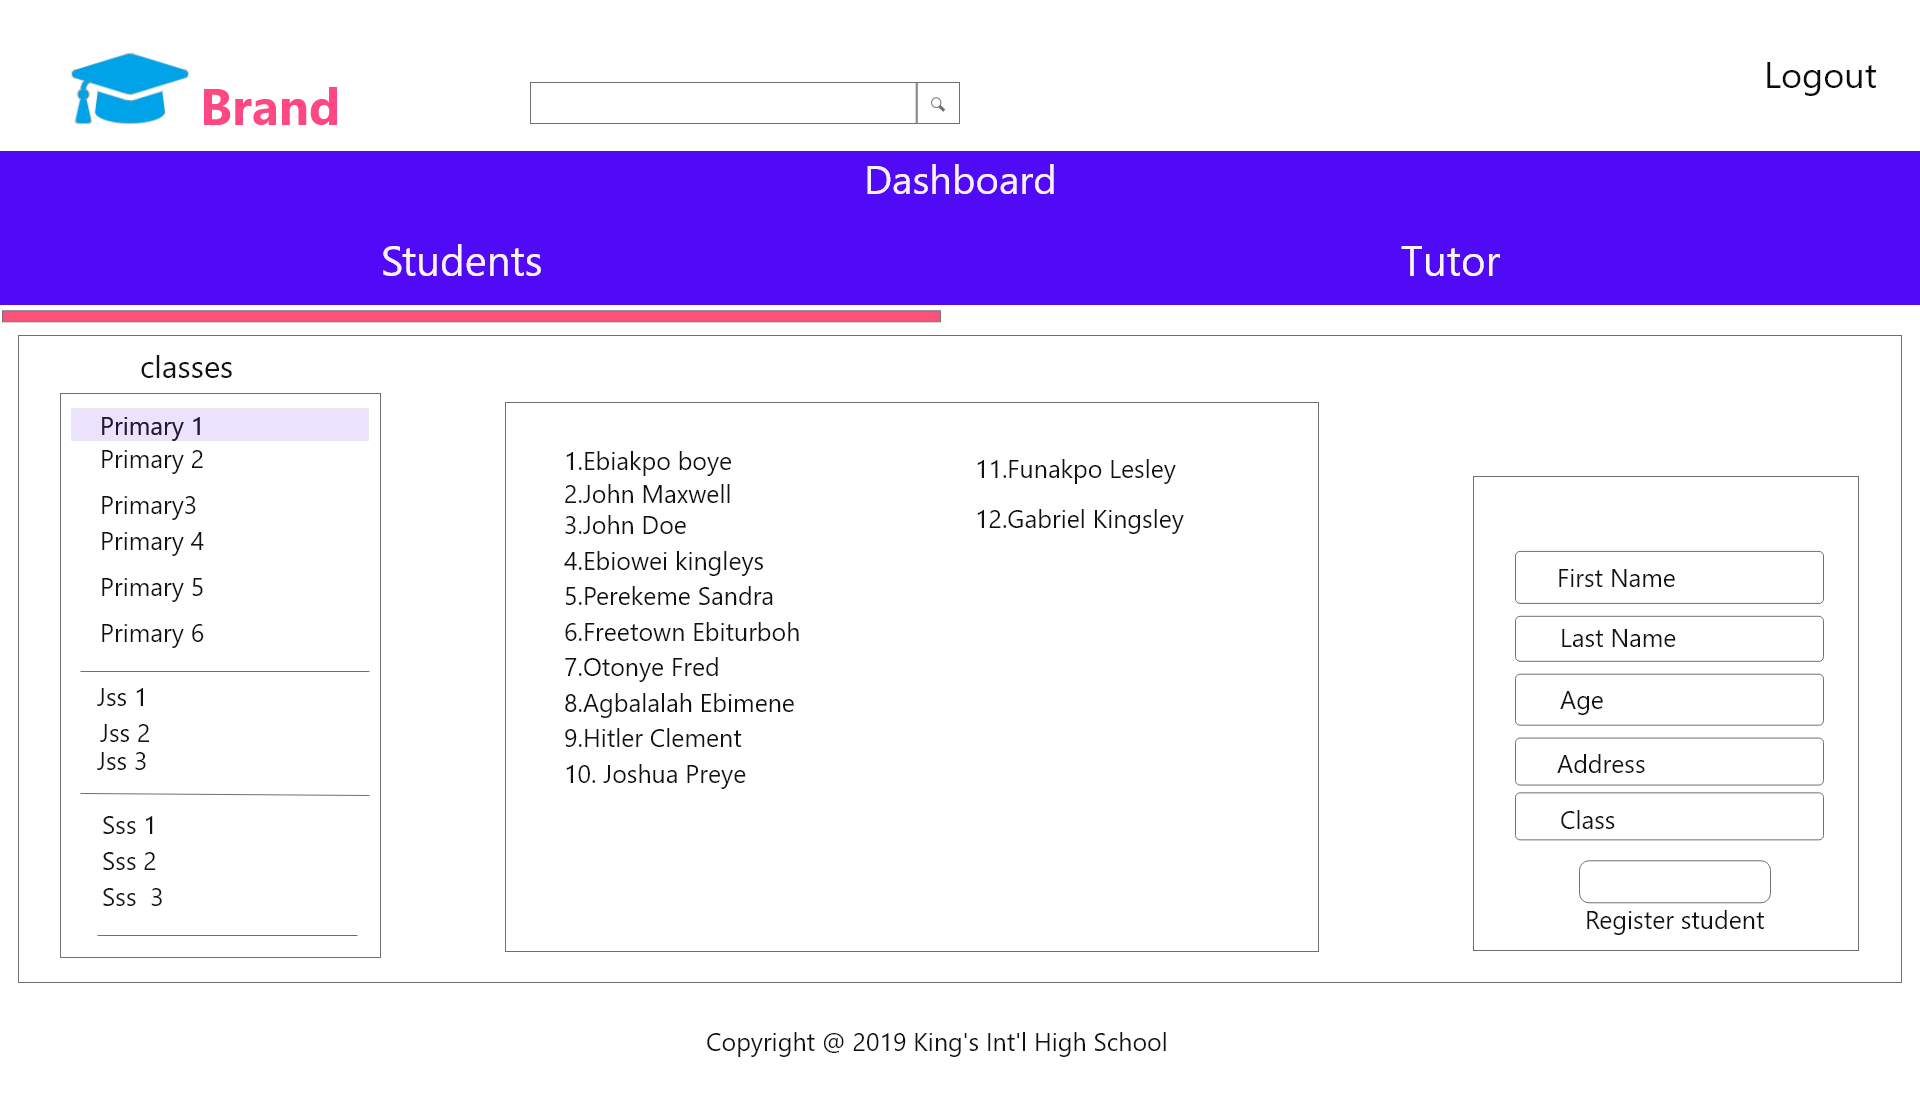 Brand
Logout
Dashboard
Students
Tutor
classes
Primary 1
Primary 2
Primary3
Primary 4
Primary 5
Primary 6
Jss 1
Jss 2
Jss 3
Sss 1
Sss 2
Sss  3
1.Ebiakpo boye
2.John Maxwell
3.John Doe
4.Ebiowei kingleys
5.Perekeme Sandra
6.Freetown Ebiturboh
7.Otonye Fred
8.Agbalalah Ebimene
9.Hitler Clement
10. Joshua Preye
11.Funakpo Lesley
12.Gabriel Kingsley
First Name
Last Name
Age
Address
Class
Register student
Copyright @ 2019 King's Int'l High School